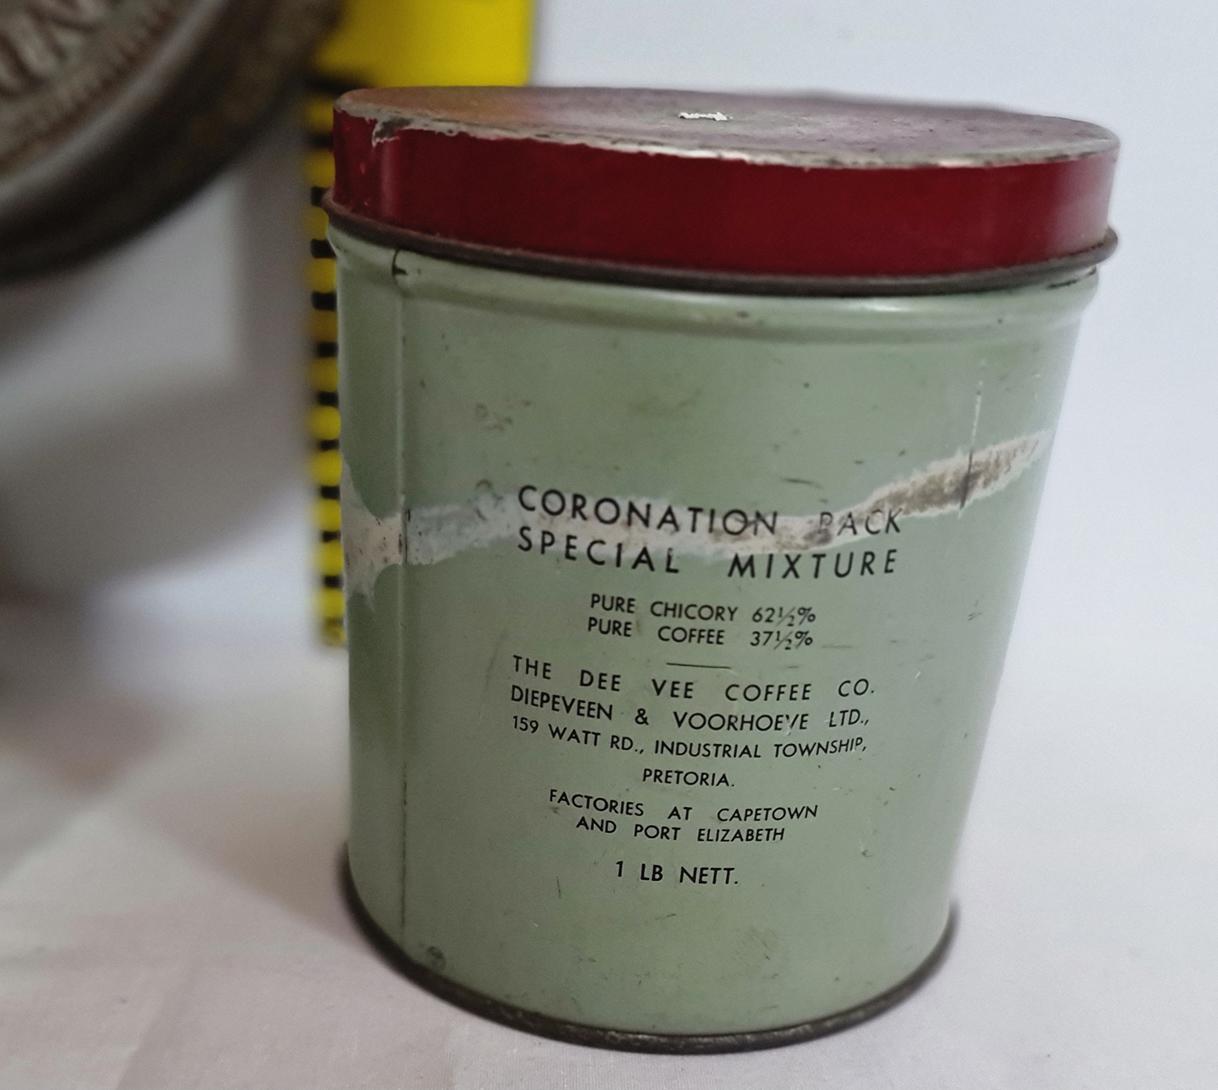 CORONATION PACK
SPECIAL MIXTURE
PURE CHICORY 62½%
PURE COFFEE 37½%
THE DEE VEE COFFEE CO.
DIEPEVEEN & VOORHOEVE LTD.,
159 WATT RD., INDUSTRIAL TOWNSHIP,
PRETORIA.
FACTORIES AT CAPETOWN
AND PORT ELIZABETH
1 LB NETT.